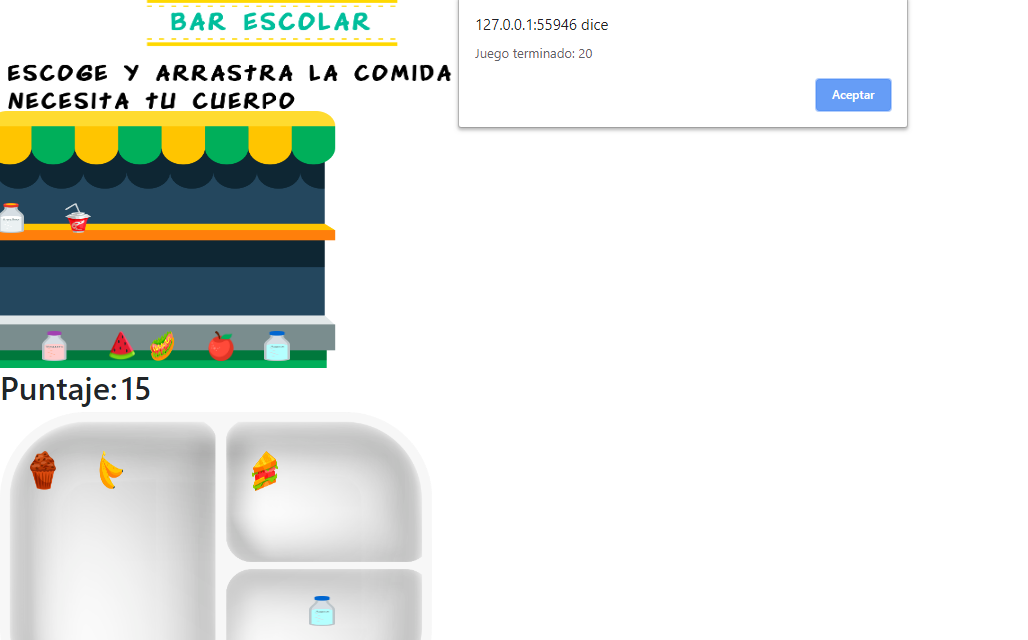 BAR ESCOLAR
ESCOGE Y ARRASTRA LA COMIDA
NECESITA TU CUERPO
127.0.0.1:55946 dice
Juego terminado: 20
Aceptar
Puntaje: 15